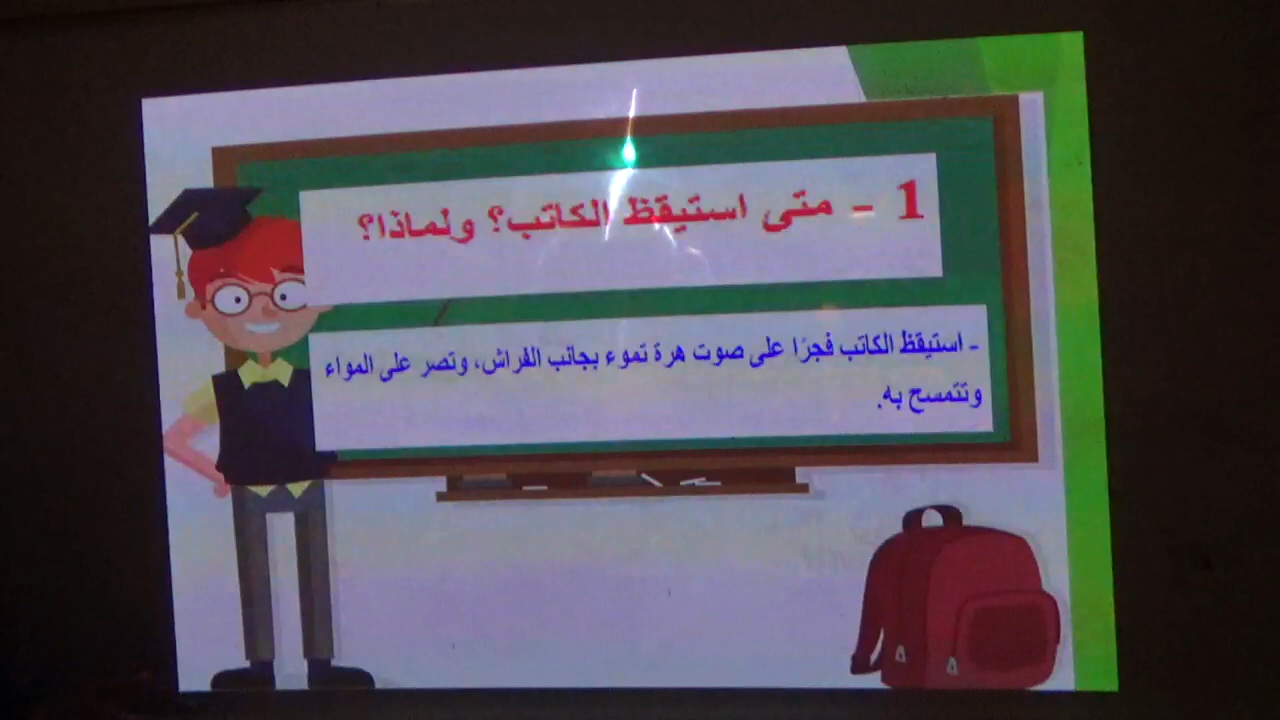 1 - متى استيقظ الكاتب؟ ولماذا؟
- استيقظ الكاتب فجرًا على صوت هرة تموء بجانب الفراش، وتصر على المواء
وتتمسح به.